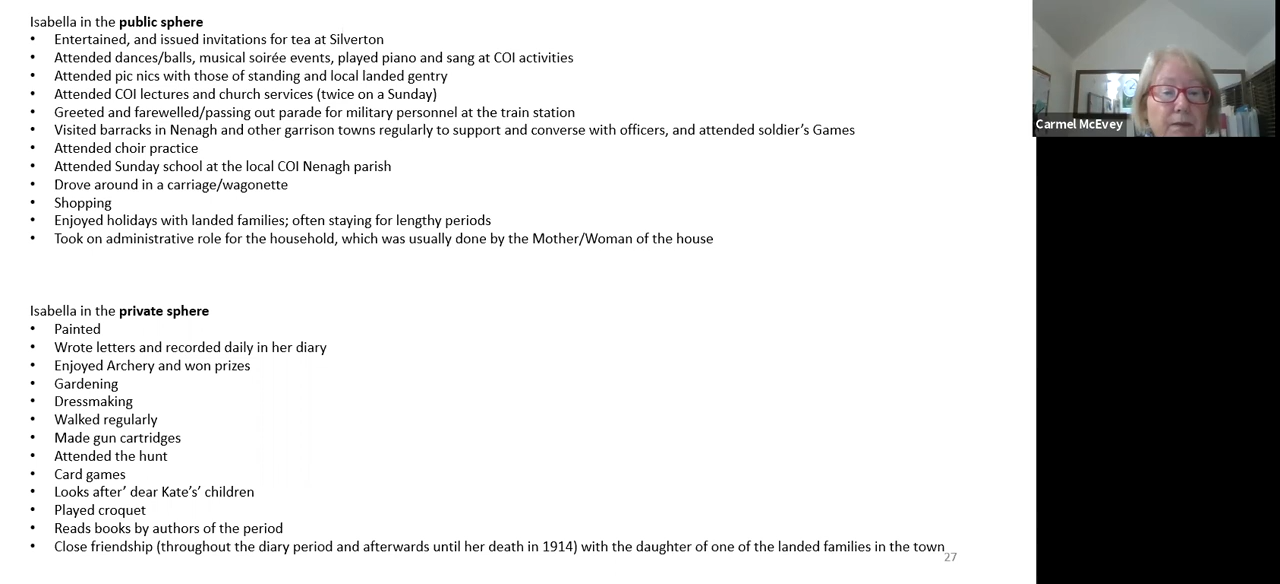 Isabella in the public sphere
• Entertained, and issued invitations for tea at Silverton
• Attended dances/balls, musical soirée events, played piano and sang at COI activities
• Attended pic nics with those of standing and local landed gentry
• Attended COI lectures and church services (twice on a Sunday)
• Greeted and farewelled/passing out parade for military personnel at the train station
• Visited barracks in Nenagh and other garrison towns regularly to support and converse with officers, and attended soldier's Games
• Attended choir practice
• Attended Sunday school at the local COI Nenagh parish
• Drove around in a carriage/wagonette
• Shopping
• Enjoyed holidays with landed families; often staying for lengthy periods
• Took on administrative role for the household, which was usually done by the Mother/Woman of the house
Isabella in the private sphere
• Painted
• Wrote letters and recorded daily in her diary
• Enjoyed Archery and won prizes
• Gardening
• Dressmaking
• Walked regularly
• Made gun cartridges
• Attended the hunt
• Card games
• Looks after' dear Kate's' children
• Played croquet
• Reads books by authors of the period
• Close friendship (throughout the diary period and afterwards until her death in 1914) with the daughter of one of the landed families in the town
27
Carmel McEvey